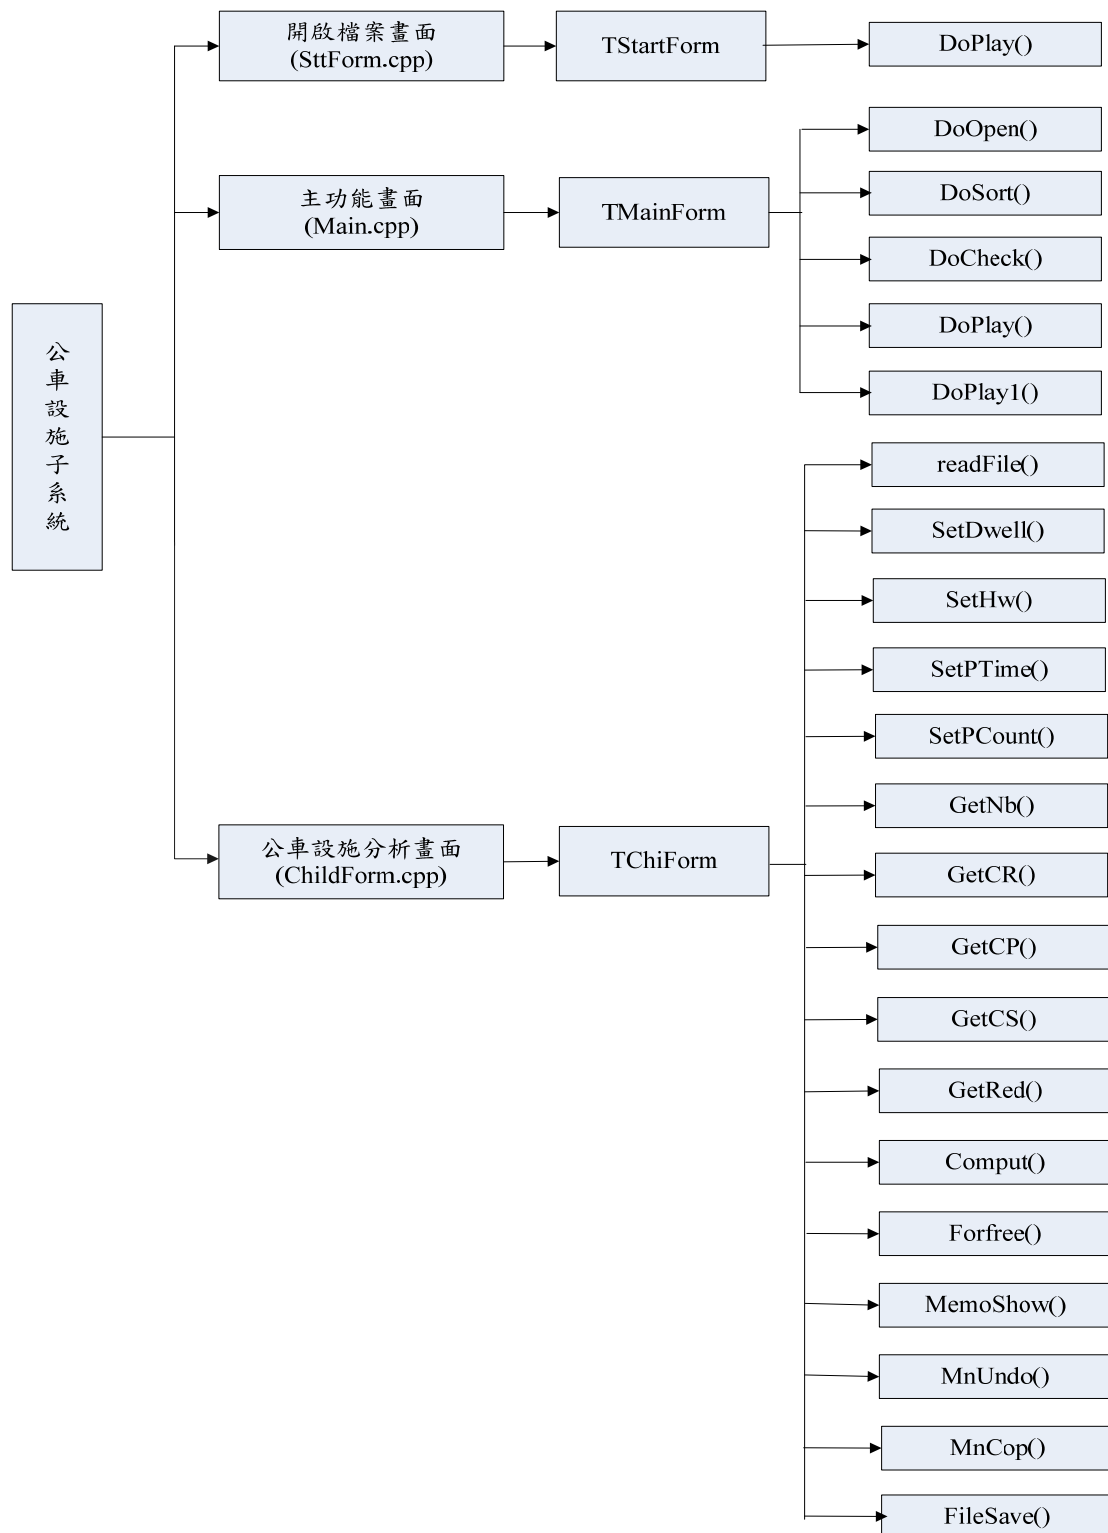 公車設施子系統
開啟檔案畫面
(SttForm.cpp)
TStartForm
DoPlay()
主功能畫面
(Main.cpp)
TMainForm
DoOpen()
DoSort()
DoCheck()
DoPlay()
DoPlay1()
公車設施分析畫面
(ChildForm.cpp)
TChiForm
readFile()
SetDwell()
SetHw()
SetPTime()
SetPCount()
GetNb()
GetCR()
GetCP()
GetCS()
GetRed()
Comput()
Forfree()
MemoShow()
MnUndo()
MnCop()
FileSave()